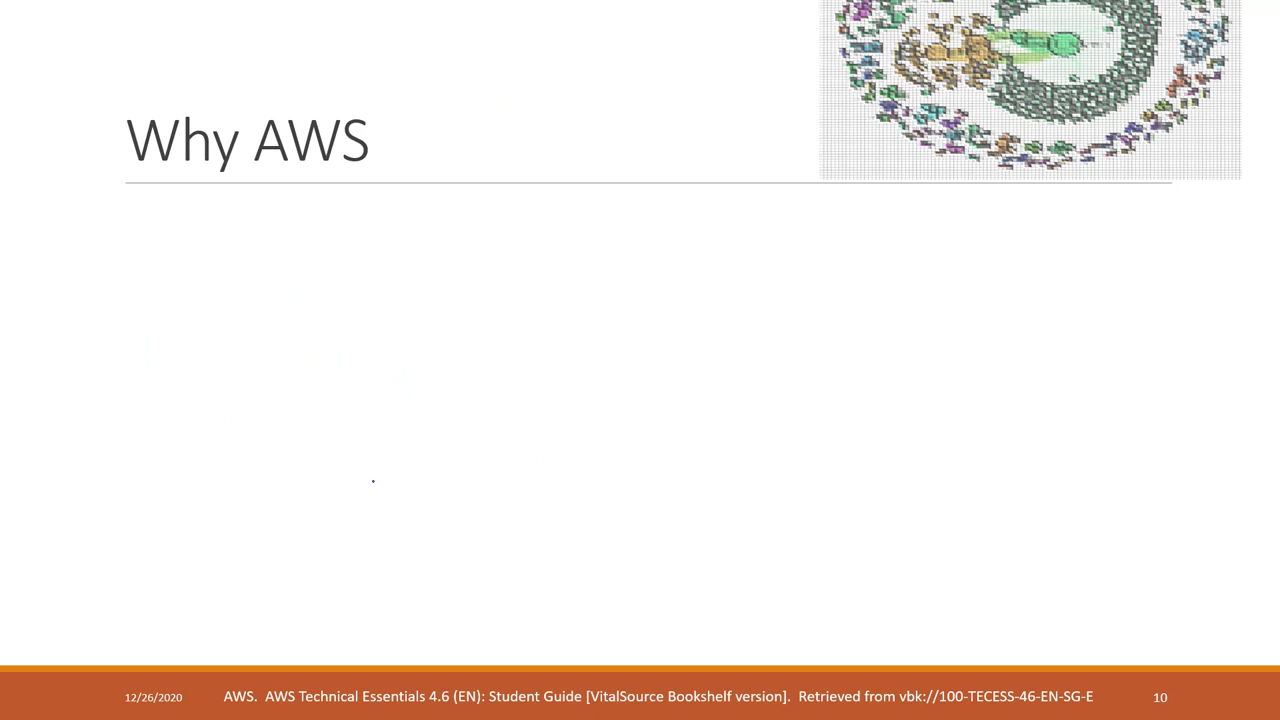 Why AWS
12/26/2020
AWS.  AWS Technical Essentials 4.6 (EN): Student Guide [VitalSource Bookshelf version].  Retrieved from vbk://100-TECESS-46-EN-SG-E
10